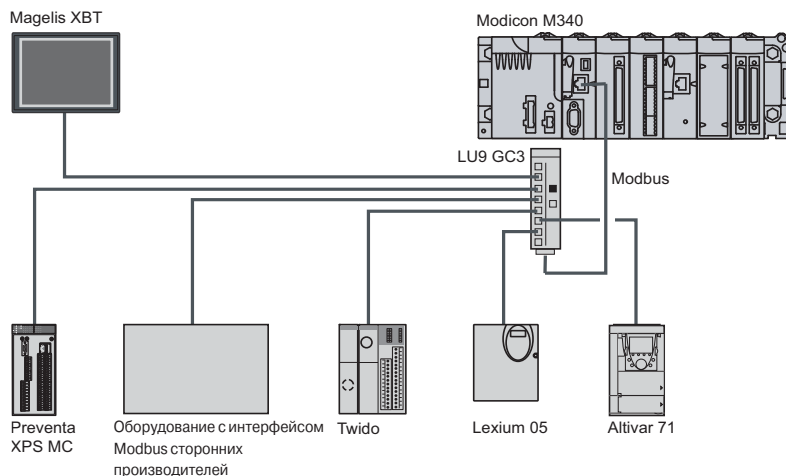 Magelis XBT
Modicon M340
LU9 GC3
Modbus
Preventa
XPS MC
Оборудование с интерфейсом
Modbus сторонних
производителей
Twido
Lexium 05
Altivar 71